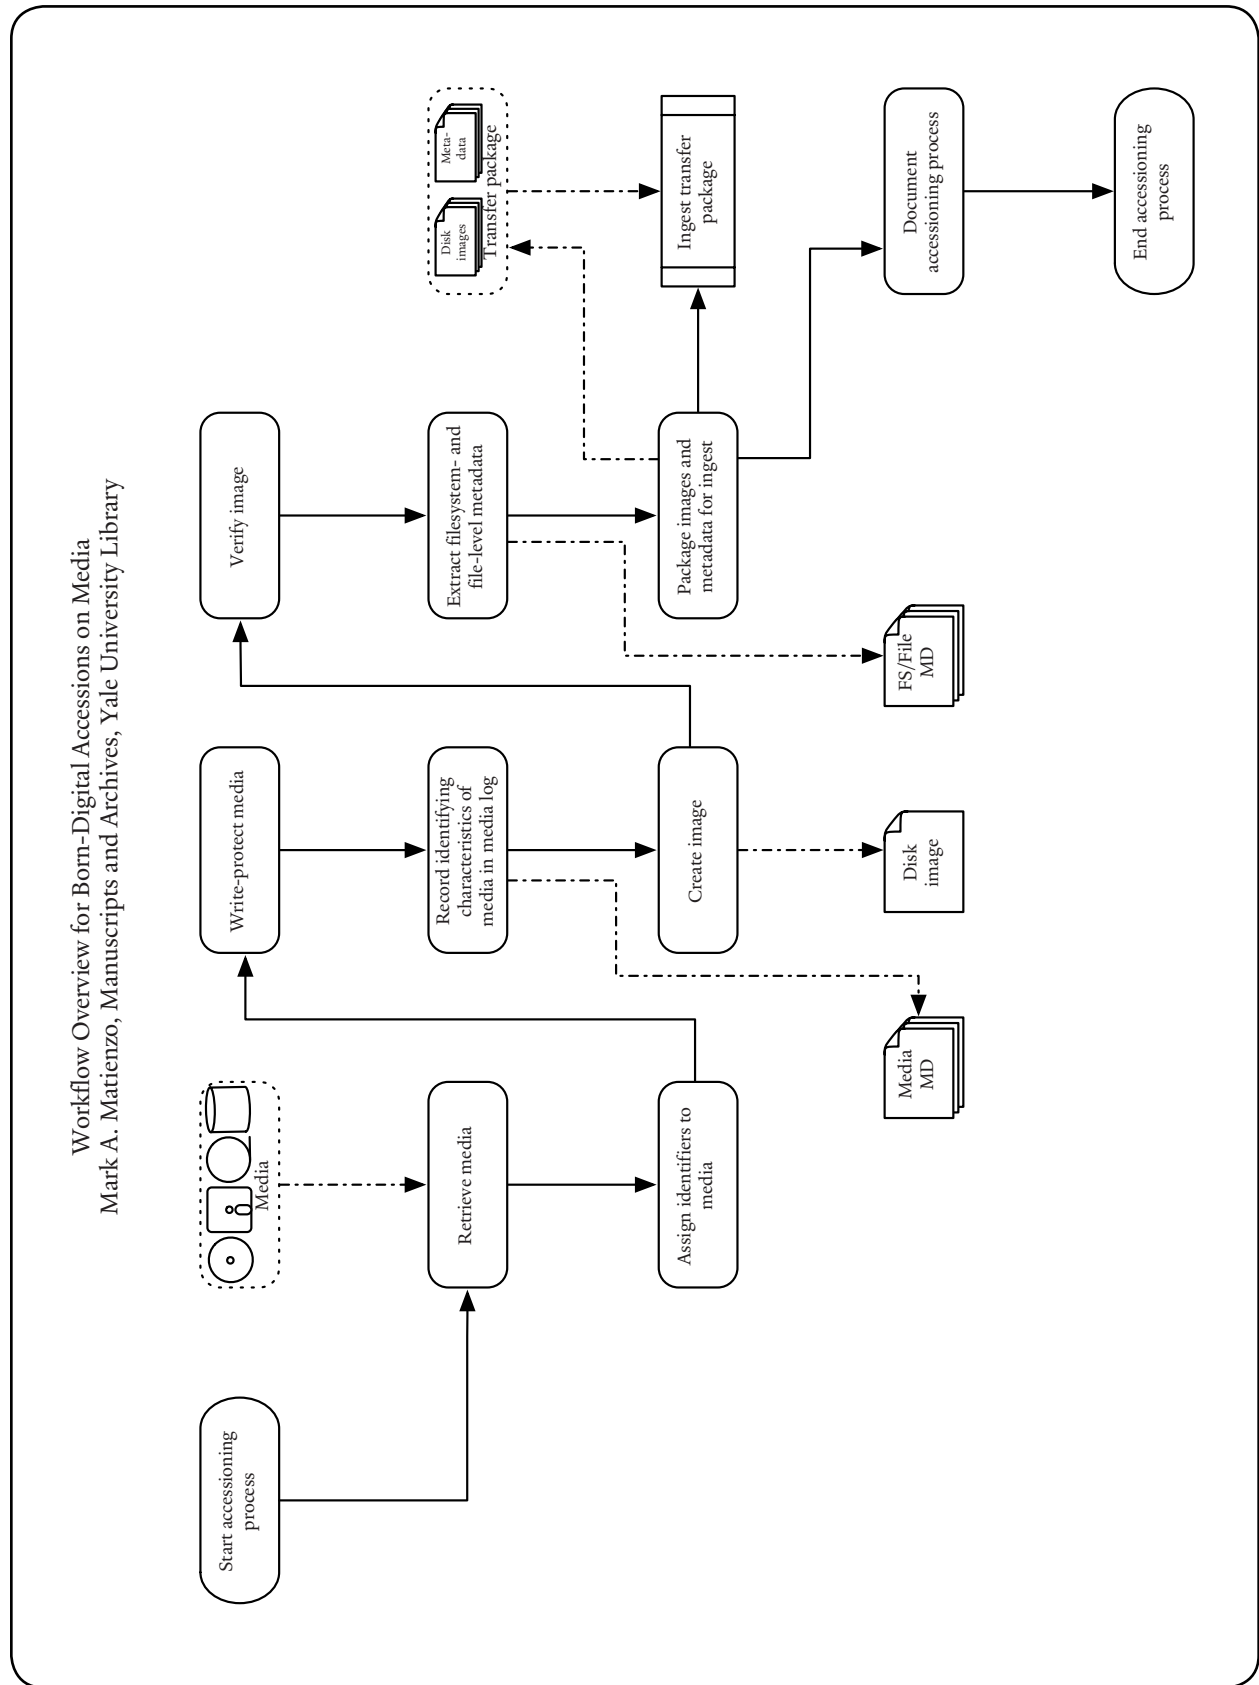 Workflow Overview for Born-Digital Accessions on Media
Mark A. Matienzo, Manuscripts and Archives, Yale University Library
Start accessioning
process
Media
Retrieve media
Assign identifiers to
media
Write-protect media
Record identifying
characteristics of
media in media log
Create image
Media
MD
Disk
image
Verify image
Extract filesystem- and
file-level metadata
Package images and
metadata for ingest
FS/File
MD
Disk
images
Meta-
data
Transfer package
Ingest transfer
package
Document
accessioning process
End accessioning
process